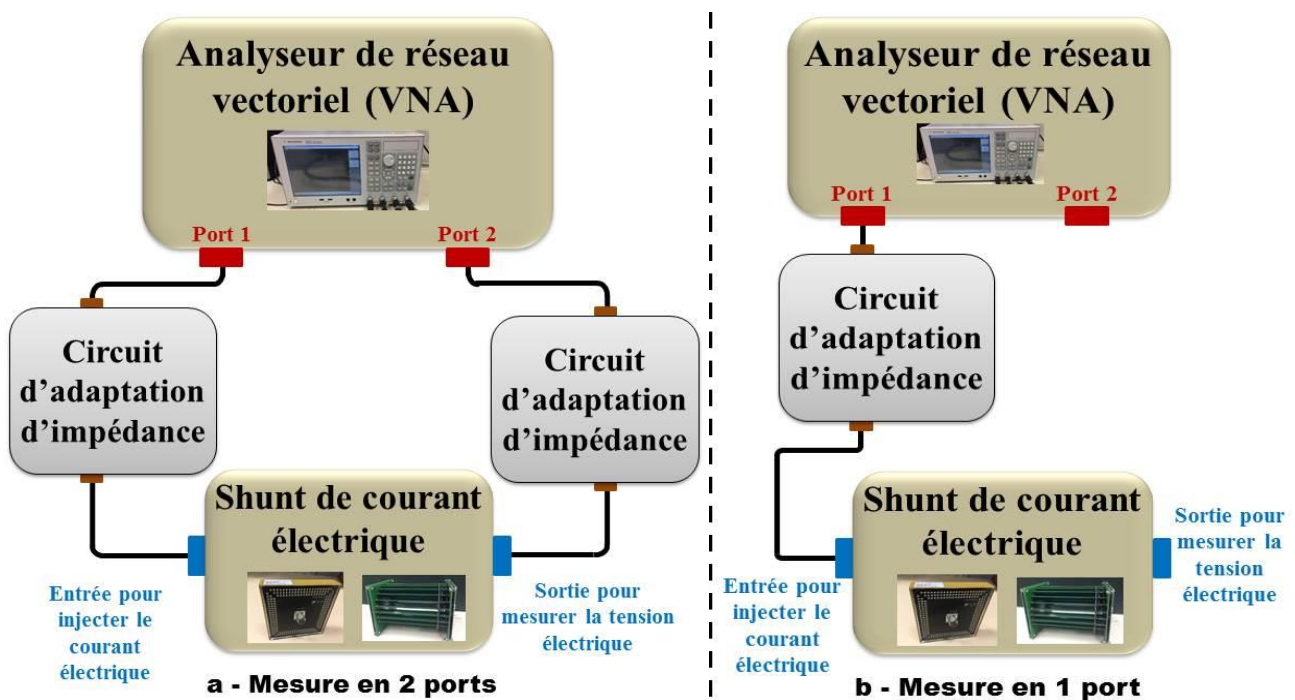 Analyseur de réseau
vectoriel (VNA)
Port 1
Port 2
Circuit
d’adaptation
d’impédance
Circuit
d’adaptation
d’impédance
Shunt de courant
électrique
Entrée pour
injecter le
courant
électrique
Sortie pour
mesurer la tension
électrique
a - Mesure en 2 ports
Analyseur de réseau
vectoriel (VNA)
Port 1
Port 2
Circuit
d’adaptation
d’impédance
Shunt de courant
électrique
Entrée pour
injecter le
courant
électrique
Sortie pour
mesurer la
tension
électrique
b - Mesure en 1 port